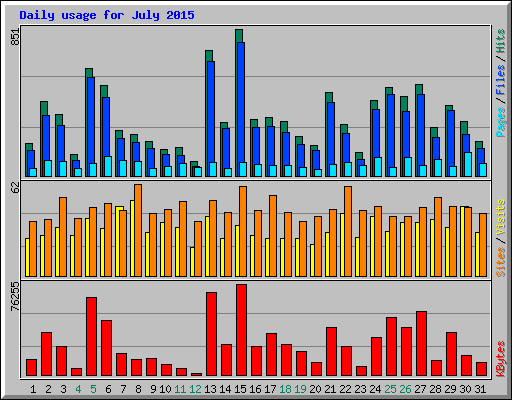 Daily usage for July 2015
851
Pages / Files / Hits
62
Sites / Visits
76255
KBytes
1 2 3 4 5 6 7 8 9 10 11 12 13 14 15 16 17 18 19 20 21 22 23 24 25 26 27 28 29 30 31